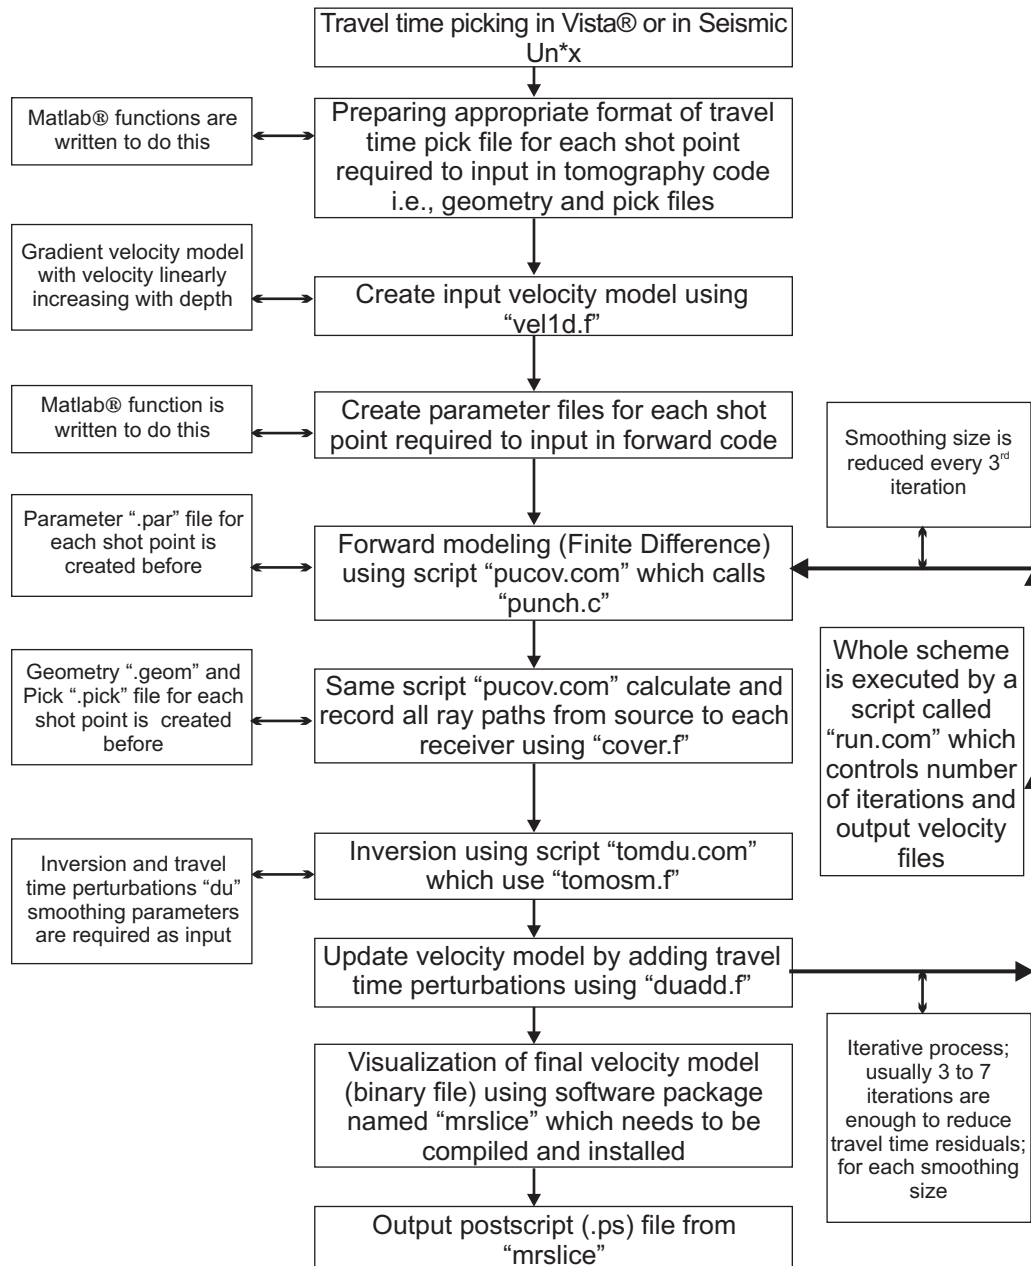 Travel time picking in Vista® or in Seismic
Un*x
Matlab® functions are
written to do this
Preparing appropriate format of travel
time pick file for each shot point
required to input in tomography code
i.e., geometry and pick files
Gradient velocity model
with velocity linearly
increasing with depth
Create input velocity model using
“vel1d.f”
Matlab® function is
written to do this
Create parameter files for each shot
point required to input in forward code
Smoothing size is
reduced every 3rd
iteration
Parameter “.par” file for
each shot point is
created before
Forward modeling (Finite Difference)
using script “pucov.com” which calls
“punch.c”
Geometry “.geom” and
Pick “.pick” file for each
shot point is created
before
Same script “pucov.com” calculate and
record all ray paths from source to each
receiver using “cover.f”
Whole scheme
is executed by a
script called
“run.com” which
controls number
of iterations and
output velocity
files
Inversion and travel
time perturbations “du”
smoothing parameters
are required as input
Inversion using script “tomdu.com”
which use “tomosm.f”
Update velocity model by adding travel
time perturbations using “duadd.f”
Iterative process;
usually 3 to 7
iterations are
enough to reduce
travel time residuals;
for each smoothing
size
Visualization of final velocity model
(binary file) using software package
named “mrslice” which needs to be
compiled and installed
Output postscript (.ps) file from
“mrslice”